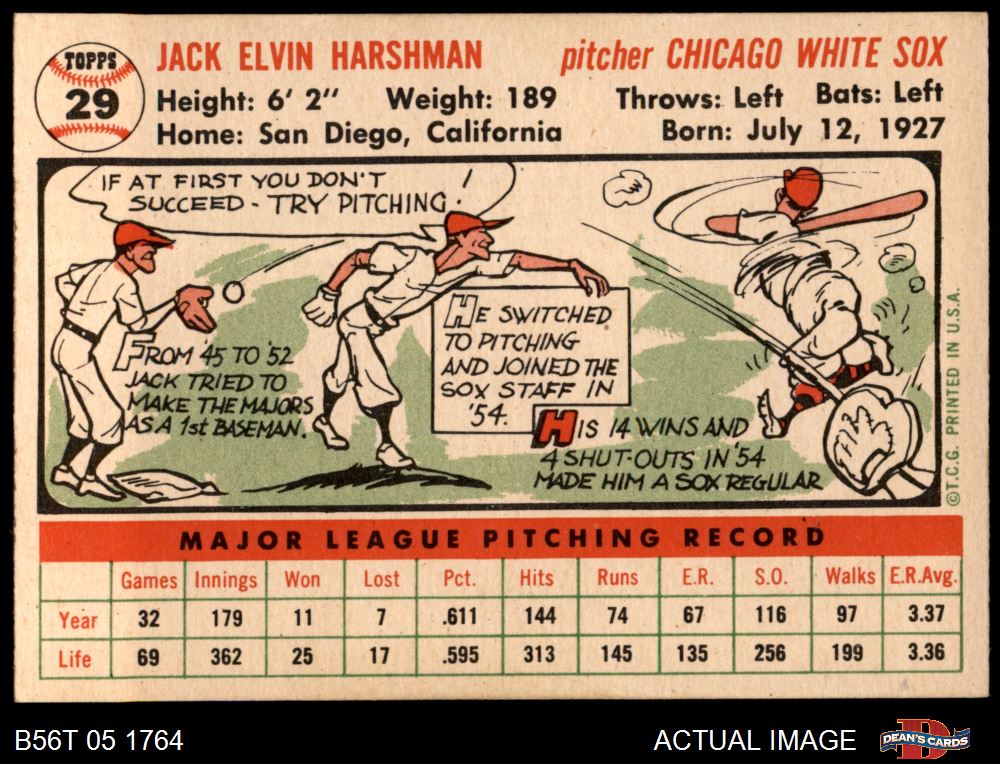 TOPPS
29
JACK ELVIN HARSHMAN
pitcher CHICAGO WHITE SOX
Height: 6' 2" Weight: 189 Throws: Left Bats: Left
Home: San Diego, California Born: July 12, 1927
IF AT FIRST YOU DON'T
SUCCEED - TRY PITCHING!
FROM '45 TO '52
JACK TRIED TO
MAKE THE MAJORS
AS A 1st BASEMAN.
HE SWITCHED
TO PITCHING
AND JOINED THE
SOX STAFF IN
'54.
HIS 14 WINS AND
4 SHUT-OUTS IN '54
MADE HIM A SOX REGULAR
©T.C.G. PRINTED IN U.S.A.
MAJOR LEAGUE PITCHING RECORD
Games Innings Won Lost Pct. Hits Runs E.R. S.O. Walks E.R.Avg.
Year 32 179 11 7 .611 144 74 67 116 97 3.37
Life 69 362 25 17 .595 313 145 135 256 199 3.36
B56T 05 1764
ACTUAL IMAGE
D
DEAN'S CARDS